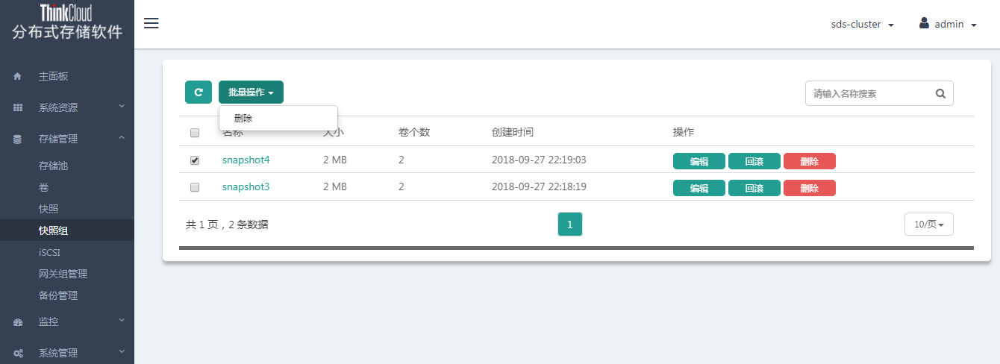 ThinkCloud
分布式存储软件
sds-cluster
admin
主面板
系统资源
存储管理
存储池
卷
快照
快照组
iSCSI
网关组管理
备份管理
监控
系统管理
批量操作
请输入名称搜索
删除
名称 大小 卷个数 创建时间 操作
snapshot4 2 MB 2 2018-09-27 22:19:03 编辑 回滚 删除
snapshot3 2 MB 2 2018-09-27 22:18:19 编辑 回滚 删除
共 1 页，2 条数据 1 10/页